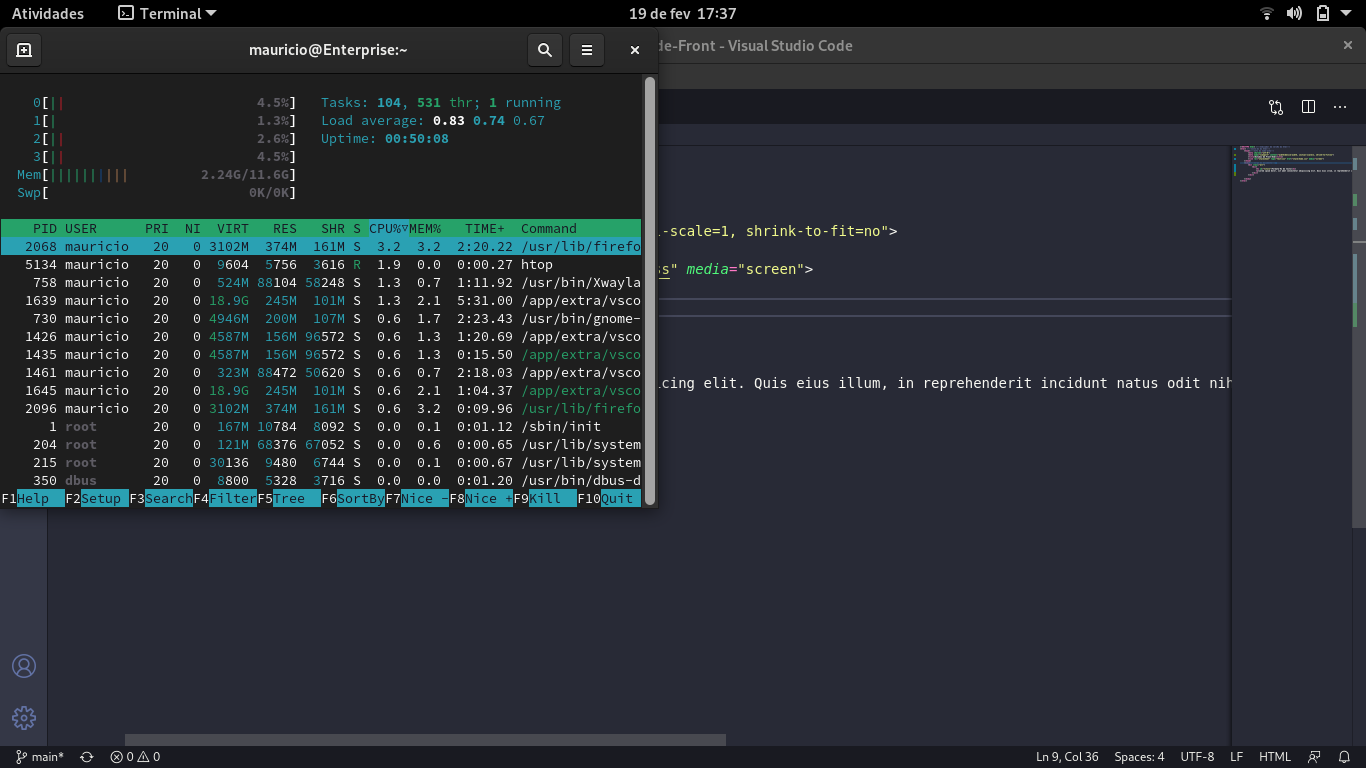 Atividades Terminal 19 de fev 17:37
mauricio@Enterprise:~
de-Front - Visual Studio Code
0[|| 4.5%] Tasks: 104, 531 thr; 1 running
1[| 1.3%] Load average: 0.83 0.74 0.67
2[|| 2.6%] Uptime: 00:50:08
3[|| 4.5%]
Mem[|||||||||| 2.24G/11.6G]
Swp[ 0K/0K]
PID USER PRI NI VIRT RES SHR S CPU%▽MEM% TIME+ Command
2068 mauricio 20 0 3102M 374M 161M S 3.2 3.2 2:20.22 /usr/lib/firefo
5134 mauricio 20 0 9604 5756 3616 R 1.9 0.0 0:00.27 htop
758 mauricio 20 0 524M 88104 58248 S 1.3 0.7 1:11.92 /usr/bin/Xwayla
1639 mauricio 20 0 18.9G 245M 101M S 1.3 2.1 5:31.00 /app/extra/vsco
730 mauricio 20 0 4946M 200M 107M S 0.6 1.7 2:23.43 /usr/bin/gnome-
1426 mauricio 20 0 4587M 156M 96572 S 0.6 1.3 1:20.69 /app/extra/vsco
1435 mauricio 20 0 4587M 156M 96572 S 0.6 1.3 0:15.50 /app/extra/vsco
1461 mauricio 20 0 323M 88472 50620 S 0.6 0.7 2:18.03 /app/extra/vsco
1645 mauricio 20 0 18.9G 245M 101M S 0.6 2.1 1:04.37 /app/extra/vsco
2096 mauricio 20 0 3102M 374M 161M S 0.6 3.2 0:09.96 /usr/lib/firefo
1 root 20 0 167M 10784 8092 S 0.0 0.1 0:01.12 /sbin/init
204 root 20 0 121M 68376 67052 S 0.0 0.6 0:00.65 /usr/lib/system
215 root 20 0 30136 9480 6744 S 0.0 0.1 0:00.67 /usr/lib/system
350 dbus 20 0 8800 5328 3716 S 0.0 0.0 0:01.20 /usr/bin/dbus-d
F1Help F2Setup F3SearchF4FilterF5Tree F6SortByF7Nice -F8Nice +F9Kill F10Quit
l-scale=1, shrink-to-fit=no">
ss" media="screen">
icing elit. Quis eius illum, in reprehenderit incidunt natus odit nih
main* 0 0 Ln 9, Col 36 Spaces: 4 UTF-8 LF HTML